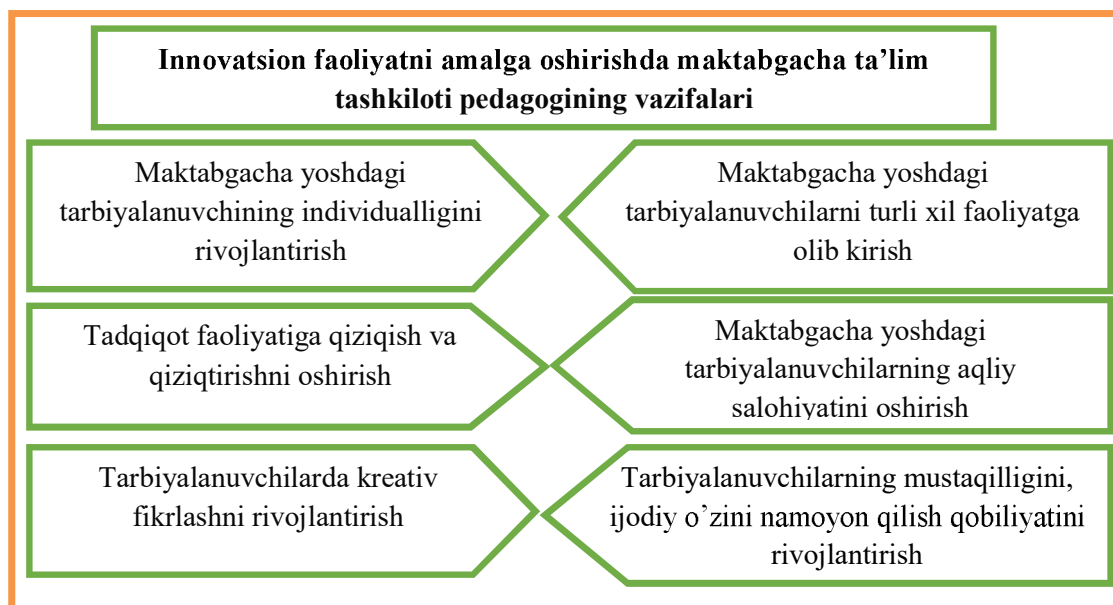 Innovatsion faoliyatni amalga oshirishda maktabgacha ta’lim
tashkiloti pedagogining vazifalari
Maktabgacha yoshdagi
tarbiyalanuvchining individualligini
rivojlantirish
Maktabgacha yoshdagi
tarbiyalanuvchilarni turli xil faoliyatga
olib kirish
Tadqiqot faoliyatiga qiziqish va
qiziqtirishni oshirish
Maktabgacha yoshdagi
tarbiyalanuvchilarning aqliy
salohiyatini oshirish
Tarbiyalanuvchilarda kreativ
fikrlashni rivojlantirish
Tarbiyalanuvchilarning mustaqilligini,
ijodiy o’zini namoyon qilish qobiliyatini
rivojlantirish